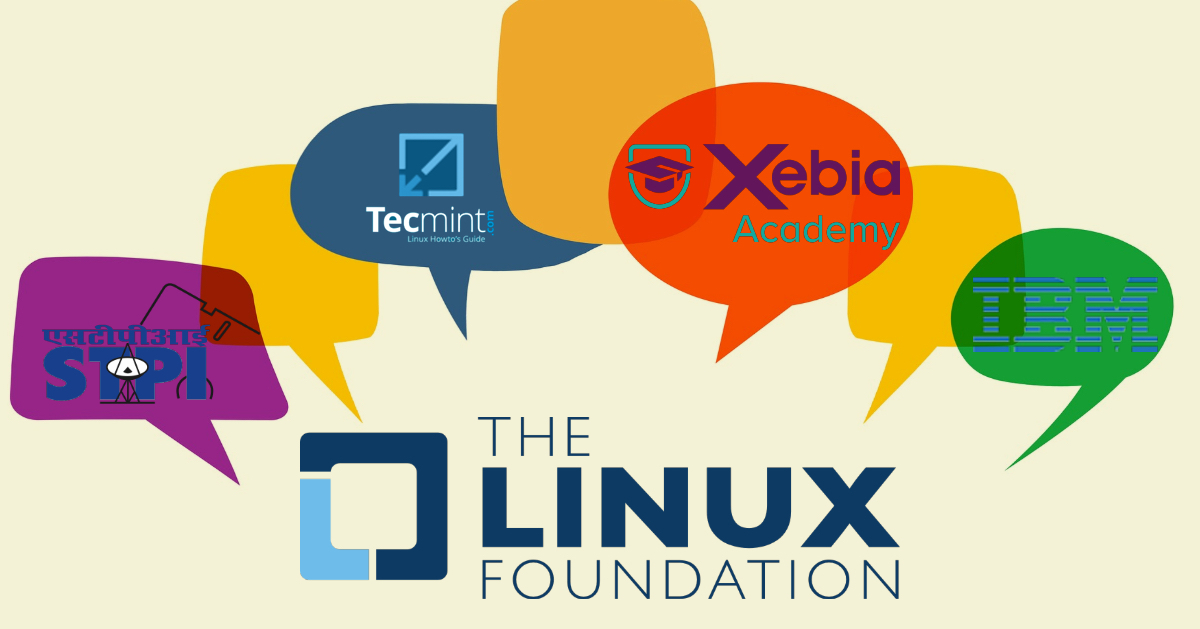 Tecmint.com
Linux Howto's Guide
Xebia
Academy
एसटीपीआई
STPI
IBM
THE
LINUX
FOUNDATION